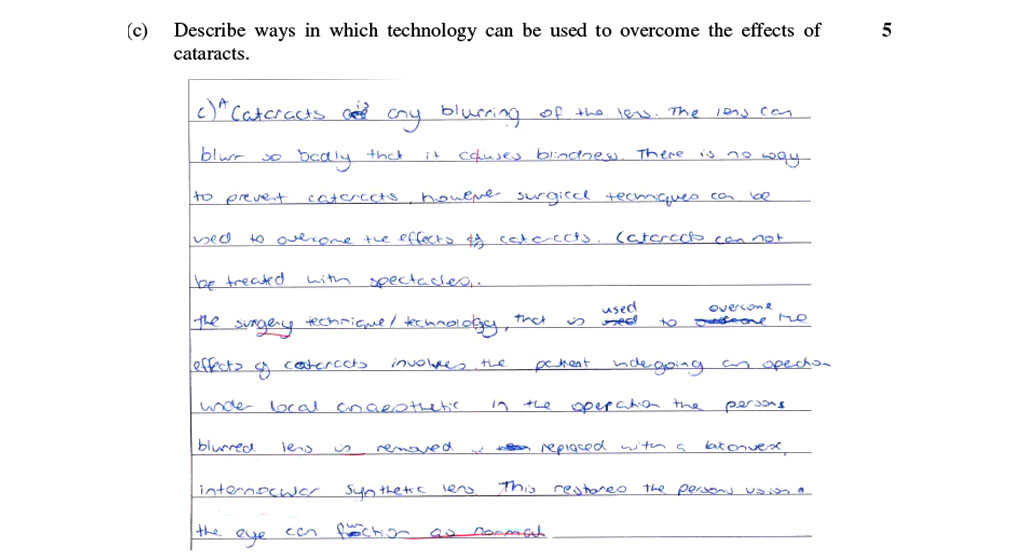 (c) Describe ways in which technology can be used to overcome the effects of 5
cataracts.
c) A Catcracts is any blurring of the lens. The lens can
blurr so badly that it causes blindness. There is no way
to prevent catcracts, however surgical techniques can be
used to overcome the effects of catcracts. Catcracts can not
be treated with spectacles.
the surgery technique / technology, that is used to overcome the
effects of catcracts involves the patient undegoing an opection
under local anaesthetic in the operation the persons
blurred lens is removed & replaced with a biconvex,
internocular synthetic lens. This restores the persons vision &
the eye can function as normal.